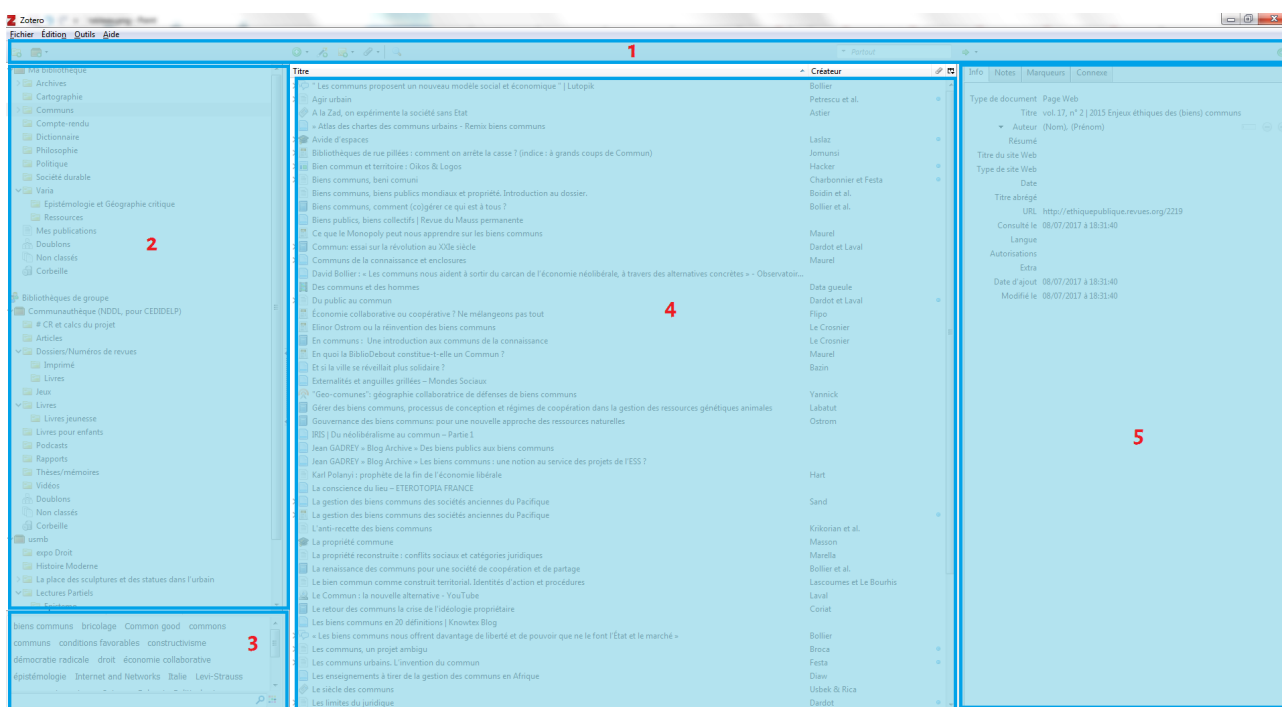 Zotero
Fichier Édition Outils Aide
1
Partout
Ma bibliothèque
Archives
Cartographie
Communs
Compte-rendu
Dictionnaire
Philosophie
Politique
Société durable
Varia
Epistémologie et Géographie critique
Ressources
Mes publications
Doublons
Non classés
Corbeille
Bibliothèques de groupe
Communauthèque (NDDL, pour CEDIDELP)
# CR et calcs du projet
Articles
Dossiers/Numéros de revues
Imprimé
Livres
Jeux
Livres
Livres jeunesse
Livres pour enfants
Podcasts
Rapports
Thèses/mémoires
Vidéos
Doublons
Non classés
Corbeille
usmb
expo Droit
Histoire Moderne
La place des sculptures et des statues dans l'urbain
Lectures Partiels
2
biens communs bricolage Common good commons
communs conditions favorables constructivisme
démocratie radicale droit économie collaborative
épistémologie Internet and Networks Italie Levi-Strauss
3
Titre Créateur
" Les communs proposent un nouveau modèle social et économique " | Lutopik Bollier
Agir urbain Petrescu et al.
A la Zad, on expérimente la société sans Etat Astier
» Atlas des chartes des communs urbains - Remix biens communs
Avide d'espaces Laslaz
Bibliothèques de rue pillées : comment on arrête la casse ? (indice : à grands coups de Commun) Jomunsi
Bien commun et territoire : Oikos & Logos Hacker
Biens communs, beni comuni Charbonnier et Festa
Biens communs, biens publics mondiaux et propriété. Introduction au dossier. Boidin et al.
Biens communs, comment (co)gérer ce qui est à tous ? Bollier et al.
Biens publics, biens collectifs | Revue du Mauss permanente
Ce que le Monopoly peut nous apprendre sur les biens communs Maurel
Commun: essai sur la révolution au XXIe siècle Dardot et Laval
Communs de la connaissance et enclosures Maurel
David Bollier : « Les communs nous aident à sortir du carcan de l'économie néolibérale, à travers des alternatives concrètes » - Observatoir...
Des communs et des hommes Data gueule
Du public au commun Dardot et Laval
Économie collaborative ou coopérative ? Ne mélangeons pas tout Flipo
Elinor Ostrom ou la réinvention des biens communs Le Crosnier
En communs : Une introduction aux communs de la connaissance Le Crosnier
En quoi la BiblioDebout constitue-t-elle un Commun ? Maurel
Et si la ville se réveillait plus solidaire ? Bazin
Externalités et anguilles grillées – Mondes Sociaux
"Geo-comunes": géographie collaboratrice de défenses de biens communs Yannick
Gérer des biens communs, processus de conception et régimes de coopération dans la gestion des ressources génétiques animales Labatut
Gouvernance des biens communs: pour une nouvelle approche des ressources naturelles Ostrom
IRIS | Du néolibéralisme au commun – Partie 1
Jean GADREY » Blog Archive » Des biens publics aux biens communs
Jean GADREY » Blog Archive » Les biens communs : une notion au service des projets de l'ESS ?
Karl Polanyi : prophète de la fin de l'économie libérale Hart
La conscience du lieu – ETEROTOPIA FRANCE
La gestion des biens communs des sociétés anciennes du Pacifique Sand
La gestion des biens communs des sociétés anciennes du Pacifique
L'anti-recette des biens communs Krikorian et al.
La propriété commune Masson
La propriété reconstruite : conflits sociaux et catégories juridiques Marella
La renaissance des communs pour une société de coopération et de partage Bollier et al.
Le bien commun comme construit territorial. Identités d'action et procédures Lascoumes et Le Bourhis
Le Commun : la nouvelle alternative - YouTube Laval
Le retour des communs la crise de l'idéologie propriétaire Coriat
Les biens communs en 20 définitions | Knowtex Blog
« Les biens communs nous offrent davantage de liberté et de pouvoir que ne le font l'État et le marché » Bollier
Les communs, un projet ambigu Broca
Les communs urbains. L'invention du commun Festa
Les enseignements à tirer de la gestion des communs en Afrique Diaw
Le siècle des communs Usbek & Rica
Les limites du juridique Dardot
4
Info Notes Marqueurs Connexe
Type de document Page Web
Titre vol. 17, n° 2 | 2015 Enjeux éthiques des (biens) communs
Auteur (Nom), (Prénom)
Résumé
Titre du site Web
Type de site Web
Date
Titre abrégé
URL http://ethiquepublique.revues.org/2219
Consulté le 08/07/2017 à 18:31:40
Langue
Autorisations
Extra
Date d'ajout 08/07/2017 à 18:31:40
Modifié le 08/07/2017 à 18:31:40
5